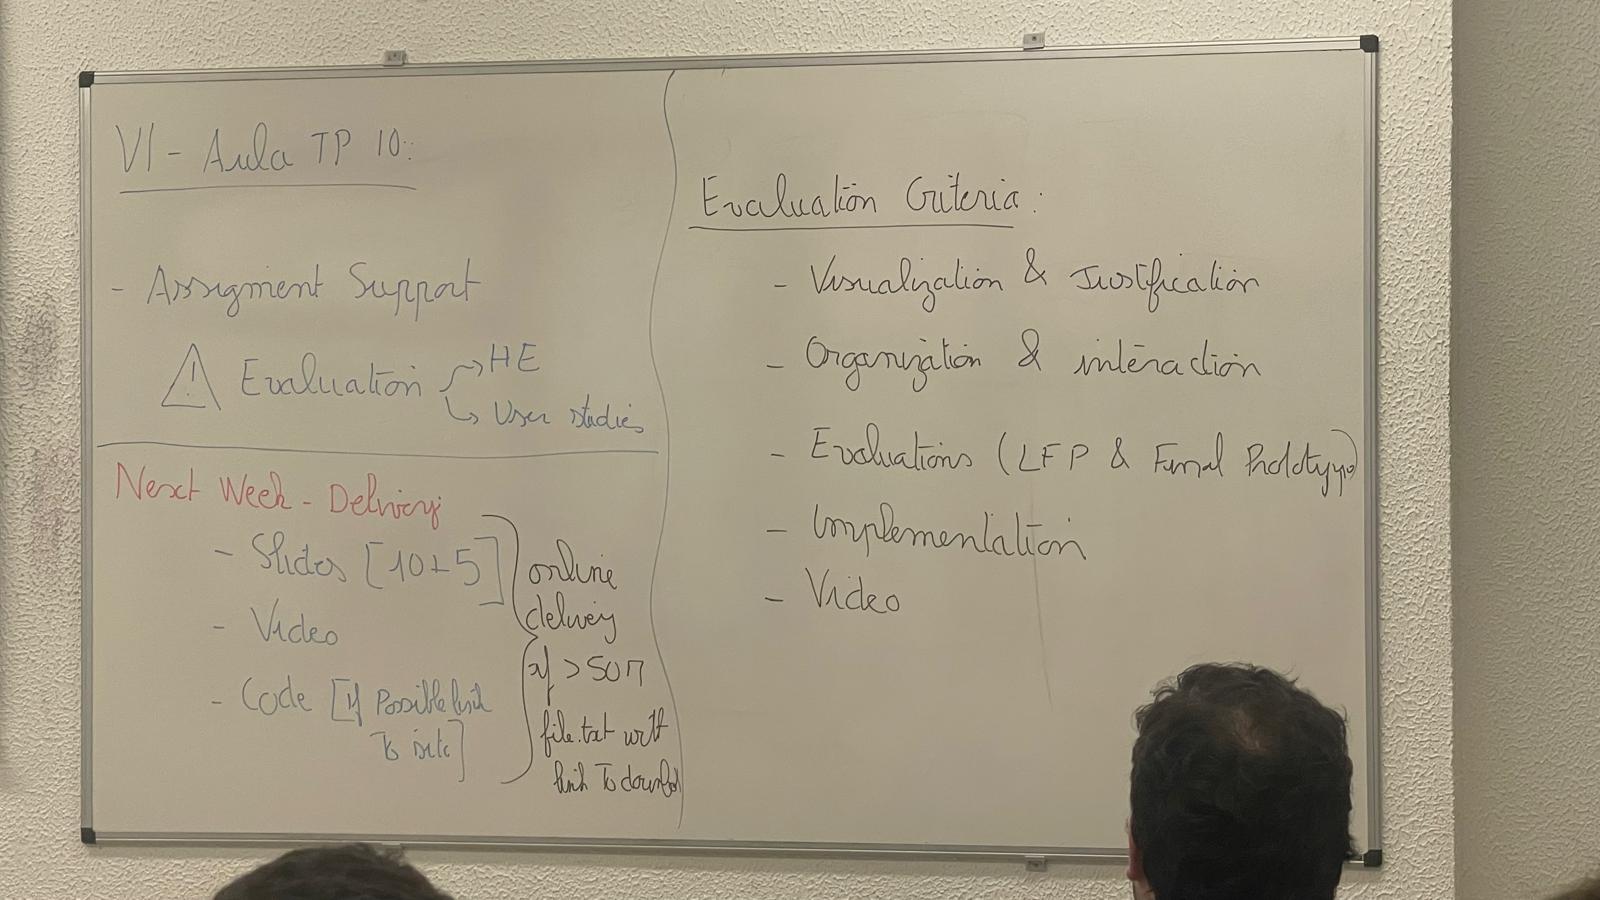 VI - Aula TP 10:
- Assigment Support
⚠ Evaluation → HE
↳ User studies
Next Week - Delivery
- Slides [10+5]
- Video
- Code [if possible link
to site]
online
delivery
if > 50M
file.txt with
link to download
Evaluation Criteria:
- Visualization & Justification
- Organization & interaction
- Evaluations (LFP & Funal Prototype)
- Implementation
- Video